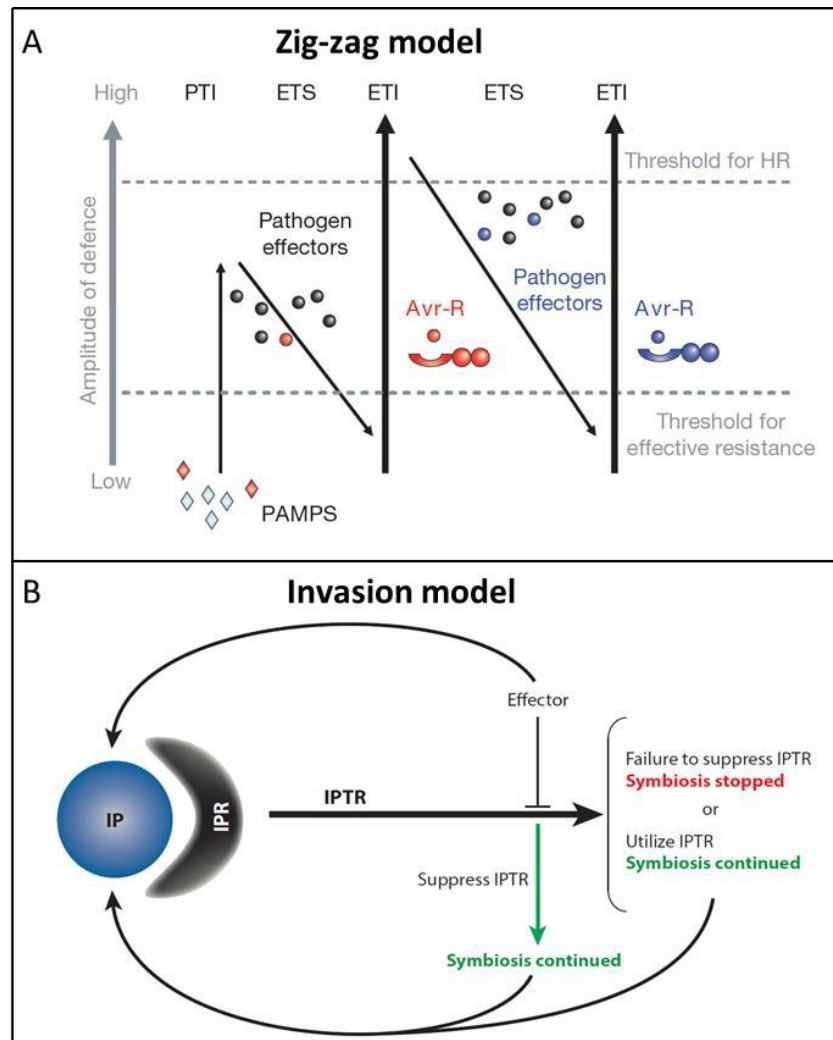 A
Zig-zag model
High
PTI
ETS
ETI
ETS
ETI
Threshold for HR
Pathogen
effectors
Pathogen
effectors
Avr-R
Avr-R
Amplitude of defence
Threshold for
effective resistance
Low
PAMPS
B
Invasion model
Effector
IP
IPR
IPTR
Failure to suppress IPTR
Symbiosis stopped
or
Utilize IPTR
Symbiosis continued
Suppress IPTR
Symbiosis continued